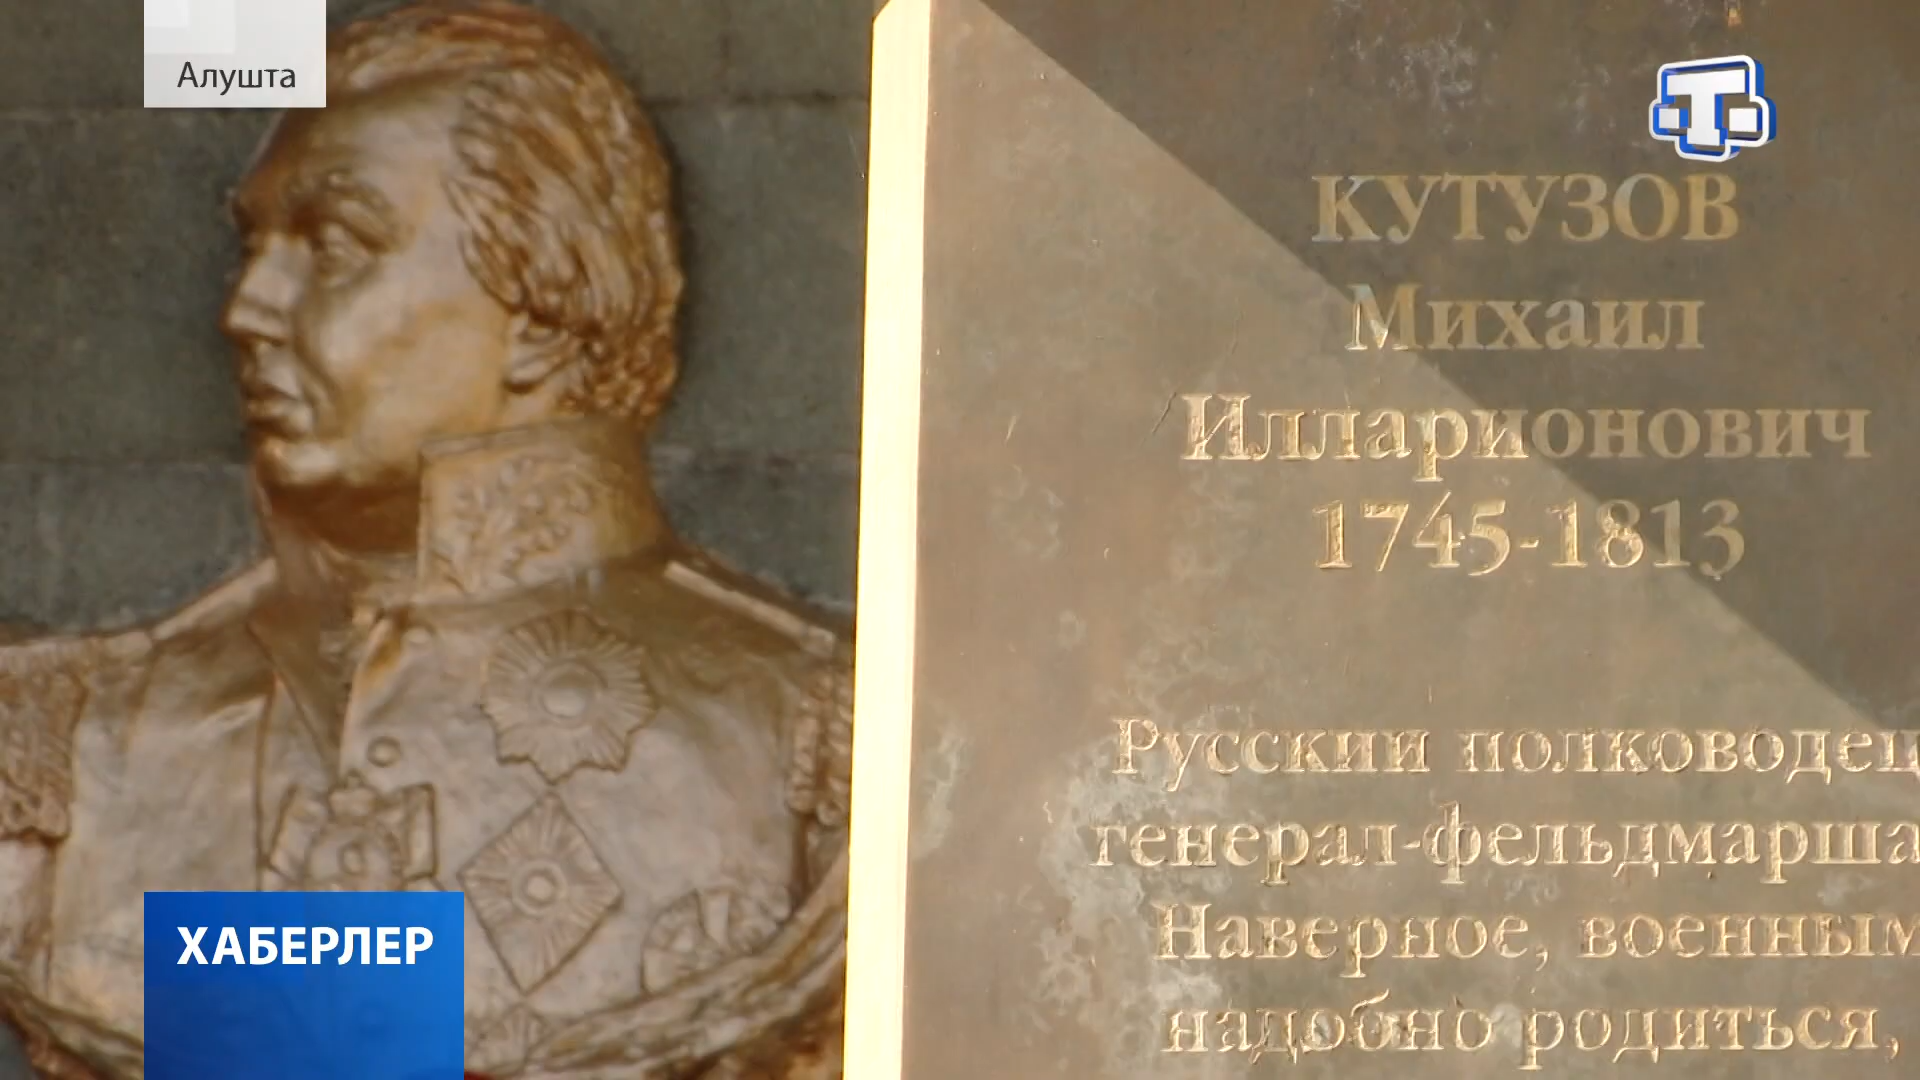 Алушта
Т
КУТУЗОВ
Михаил
Илларионович
1745-1813
Русский полководец
генерал-фельдмарша
Наверное, военным
надобно родиться,
ХАБЕРЛЕР